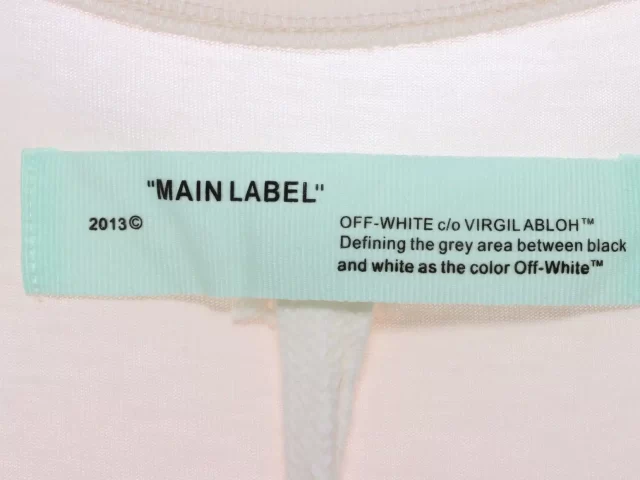 "MAIN LABEL"
2013© OFF-WHITE c/o VIRGIL ABLOH™
Defining the grey area between black
and white as the color Off-White™